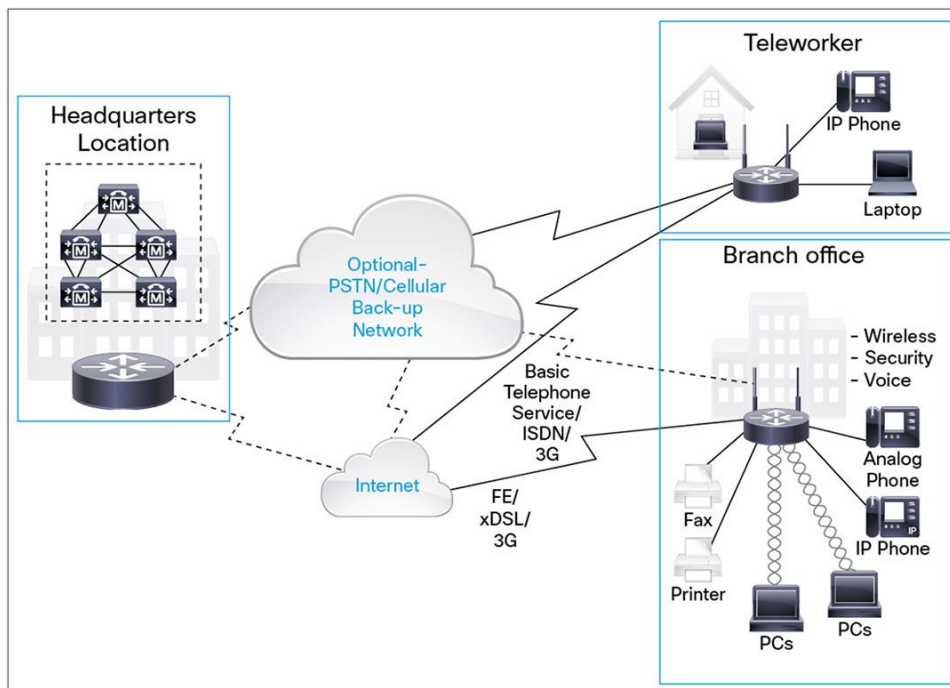 Headquarters
Location
M
M
M
M
M
Optional-
PSTN/Cellular
Back-up
Network
Internet
Basic
Telephone
Service/
ISDN/
3G
FE/
xDSL/
3G
Teleworker
IP Phone
Laptop
Branch office
Wireless
Security
Voice
Analog
Phone
IP
IP Phone
Fax
Printer
PCs
PCs